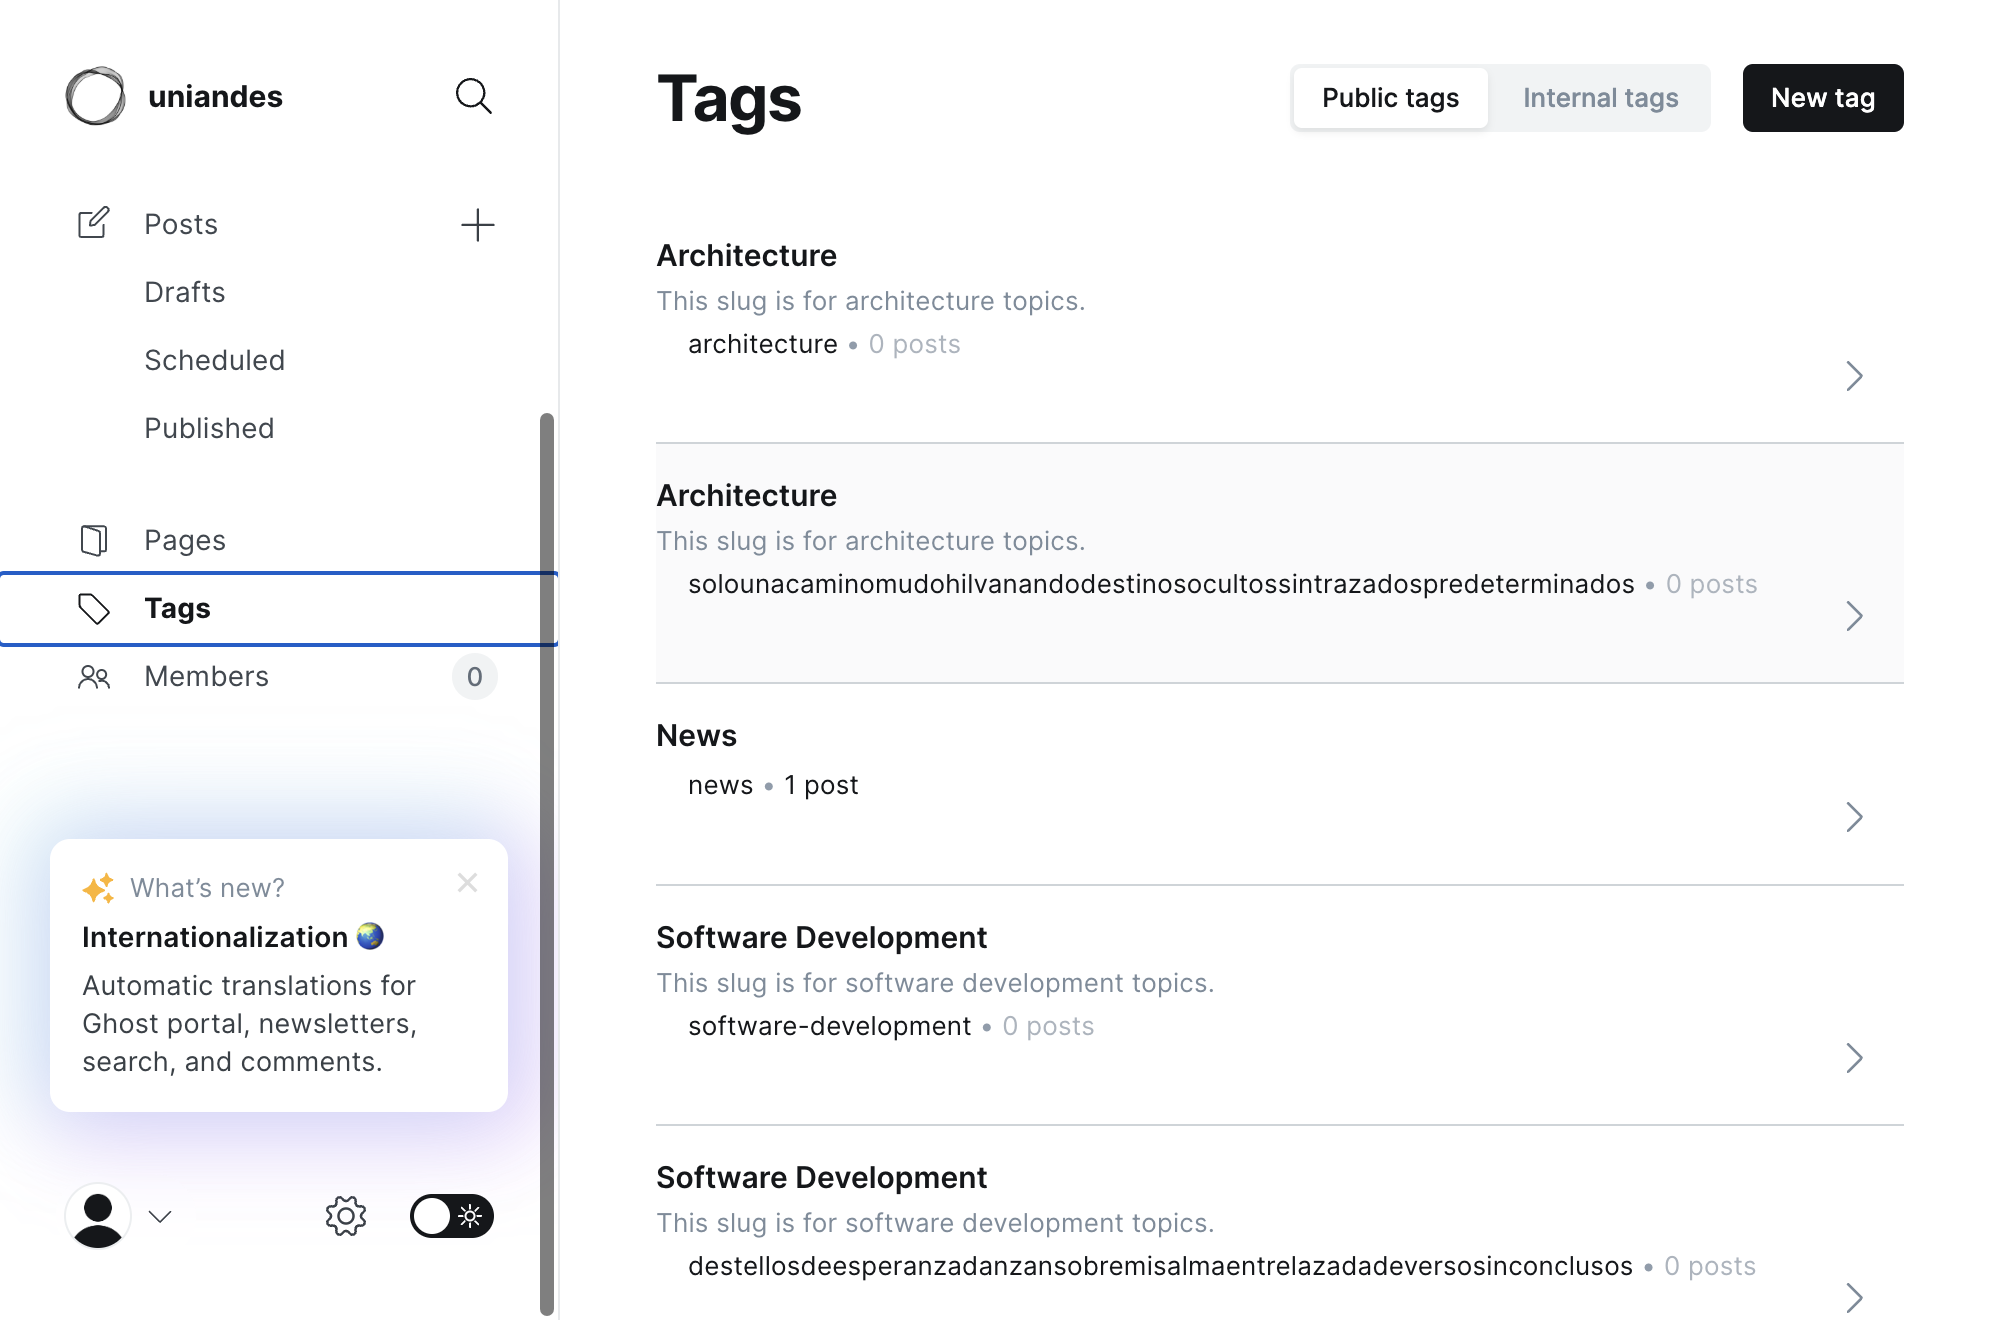 uniandes
Posts
Drafts
Scheduled
Published
Pages
Tags
Members 0
What’s new?
Internationalization
Automatic translations for
Ghost portal, newsletters,
search, and comments.
Tags
Public tags
Internal tags
New tag
Architecture
This slug is for architecture topics.
architecture • 0 posts
Architecture
This slug is for architecture topics.
solounacaminomudohilvanandodestinosocultossintrazadospredeterminados • 0 posts
News
news • 1 post
Software Development
This slug is for software development topics.
software-development • 0 posts
Software Development
This slug is for software development topics.
destellosdeesperanzadanzansobremisalmaentrelazadadeversosinconclusos • 0 posts